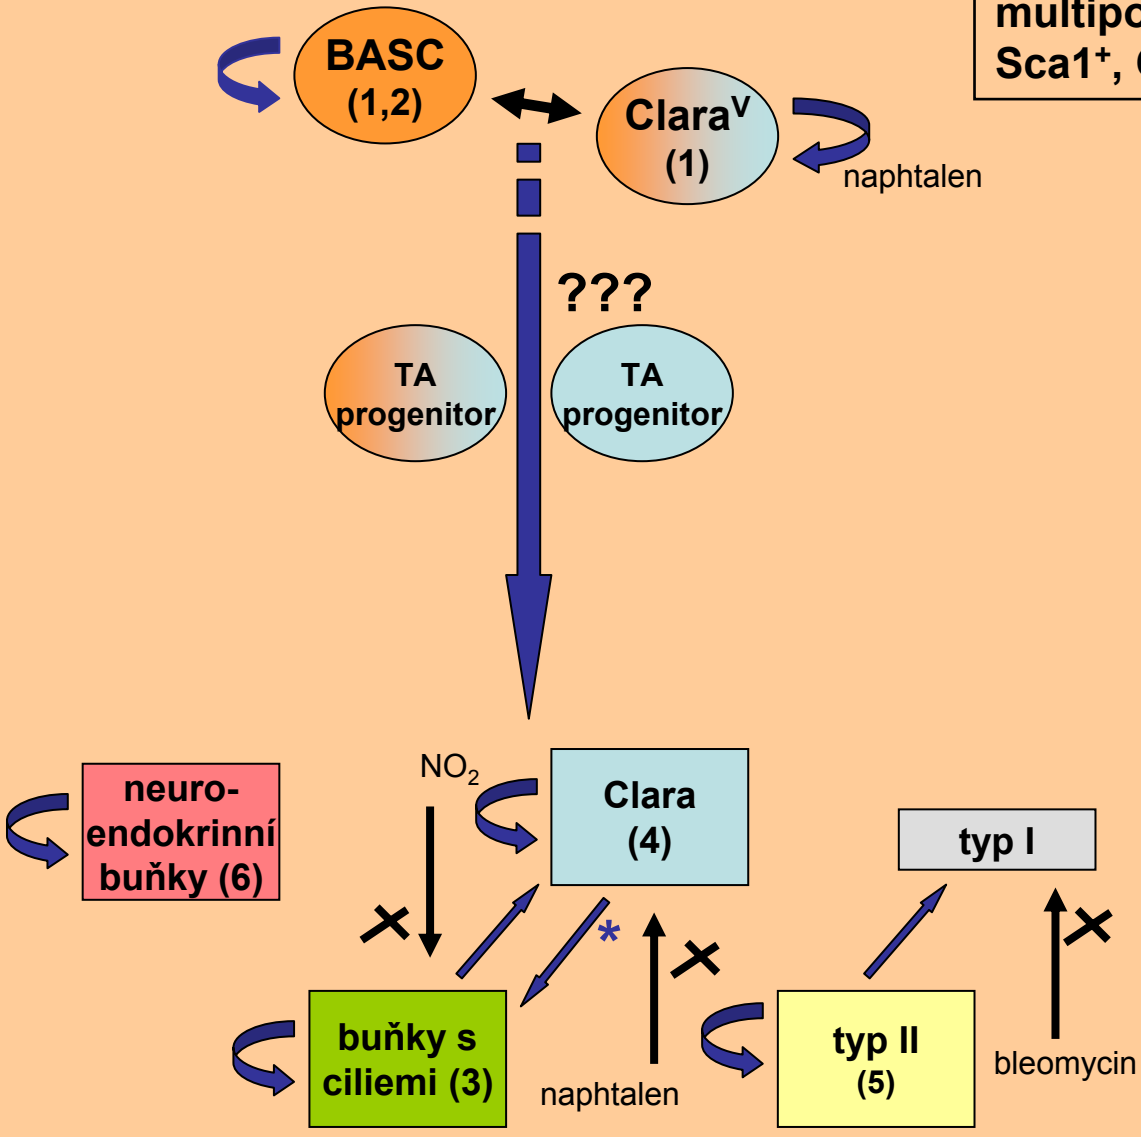 BASC
(1,2)
Sca1⁺,
Clara^V
(1)
naphtalen
???
TA
progenitor
TA
progenitor
NO₂
neuro-
endokrinní
buňky (6)
Clara
(4)
typ I
*
buňky s
ciliemi (3)
naphtalen
typ II
(5)
bleomycin